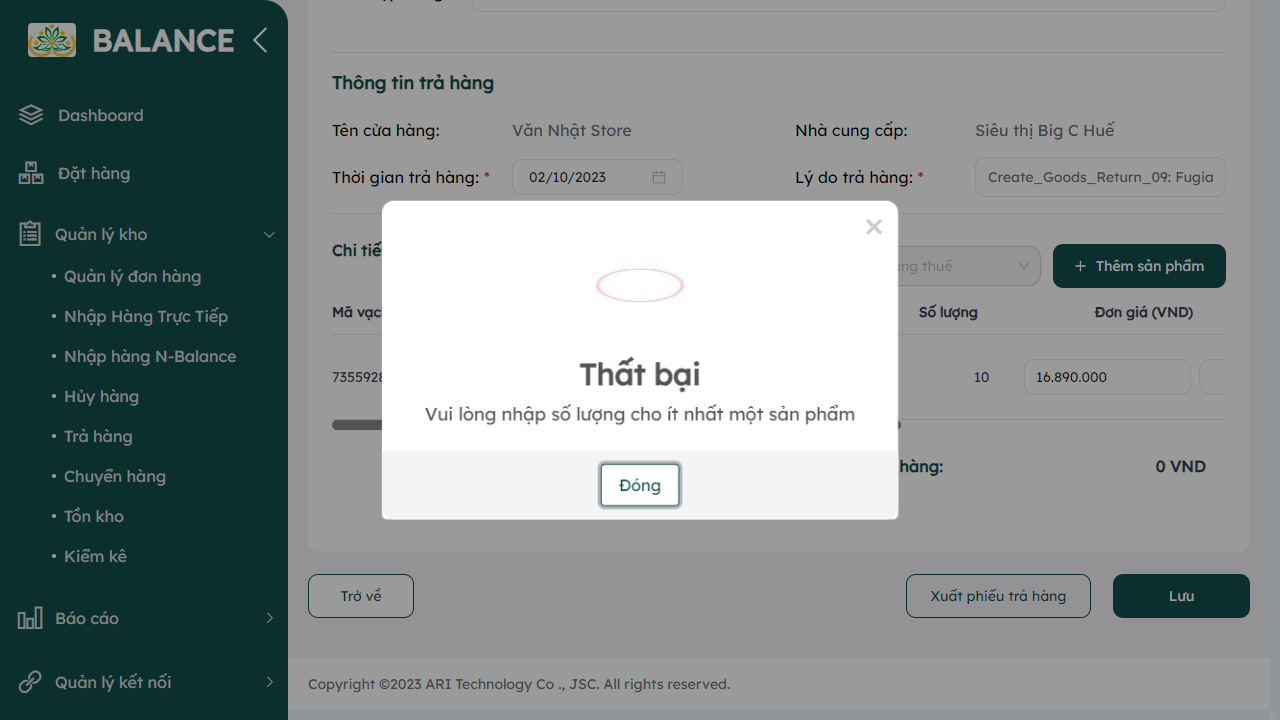 BALANCE
Dashboard
Đặt hàng
Quản lý kho
Quản lý đơn hàng
Nhập Hàng Trực Tiếp
Nhập hàng N-Balance
Hủy hàng
Trả hàng
Chuyển hàng
Tồn kho
Kiểm kê
Báo cáo
Quản lý kết nối
Thông tin trả hàng
Tên cửa hàng: Văn Nhật Store Nhà cung cấp: Siêu thị Big C Huế
Thời gian trả hàng: * 02/10/2023 Lý do trả hàng: * Create_Goods_Return_09: Fugia
Chi tiế thuế + Thêm sản phẩm
Mã vạc Số lượng Đơn giá (VND)
7355928 10 16.890.000
hàng: 0 VND
Thất bại
Vui lòng nhập số lượng cho ít nhất một sản phẩm
Đóng
Trở về Xuất phiếu trả hàng Lưu
Copyright ©2023 ARI Technology Co ., JSC. All rights reserved.